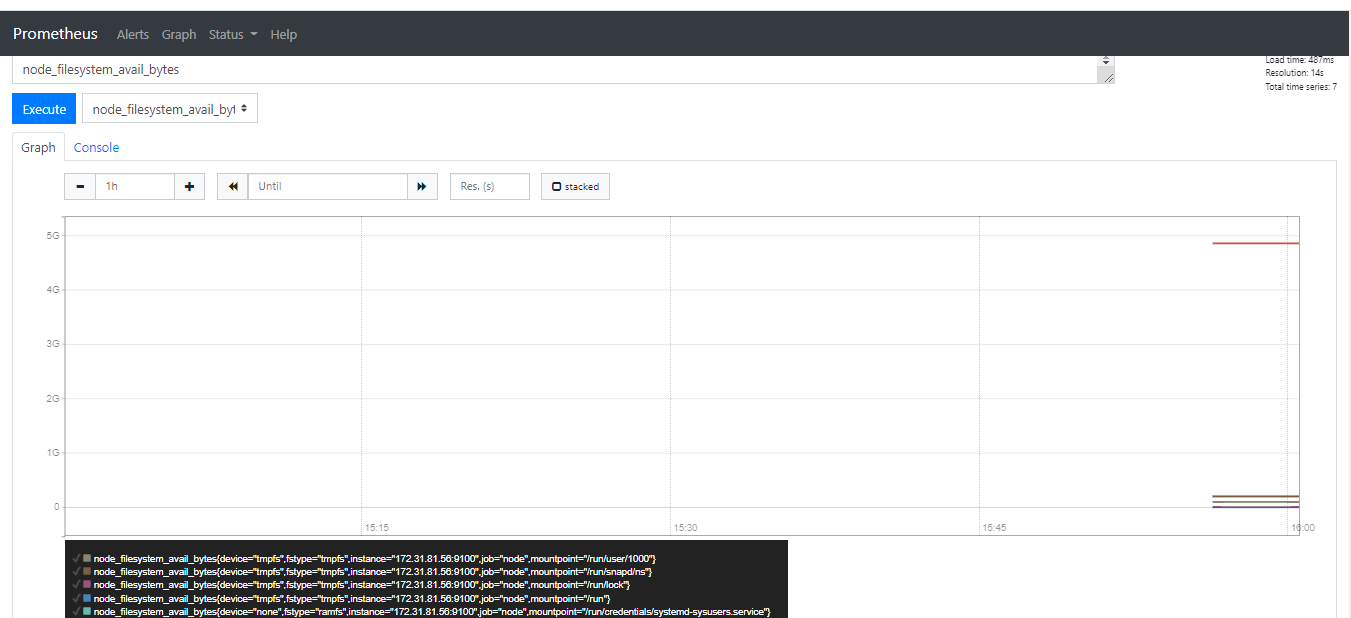 Prometheus Alerts Graph Status Help
node_filesystem_avail_bytes
Load time: 487ms
Resolution: 14s
Total time series: 7
Execute node_filesystem_avail_byt
Graph Console
1h Until Res. (s) stacked
5G
4G
3G
2G
1G
0
15:15 15:30 15:45 16:00
node_filesystem_avail_bytes{device="tmpfs",fstype="tmpfs",instance="172.31.81.56:9100",job="node",mountpoint="/run/user/1000"}
node_filesystem_avail_bytes{device="tmpfs",fstype="tmpfs",instance="172.31.81.56:9100",job="node",mountpoint="/run/snapd/ns"}
node_filesystem_avail_bytes{device="tmpfs",fstype="tmpfs",instance="172.31.81.56:9100",job="node",mountpoint="/run/lock"}
node_filesystem_avail_bytes{device="tmpfs",fstype="tmpfs",instance="172.31.81.56:9100",job="node",mountpoint="/run"}
node_filesystem_avail_bytes{device="none",fstype="ramfs",instance="172.31.81.56:9100",job="node",mountpoint="/run/credentials/systemd-sysusers.service"}